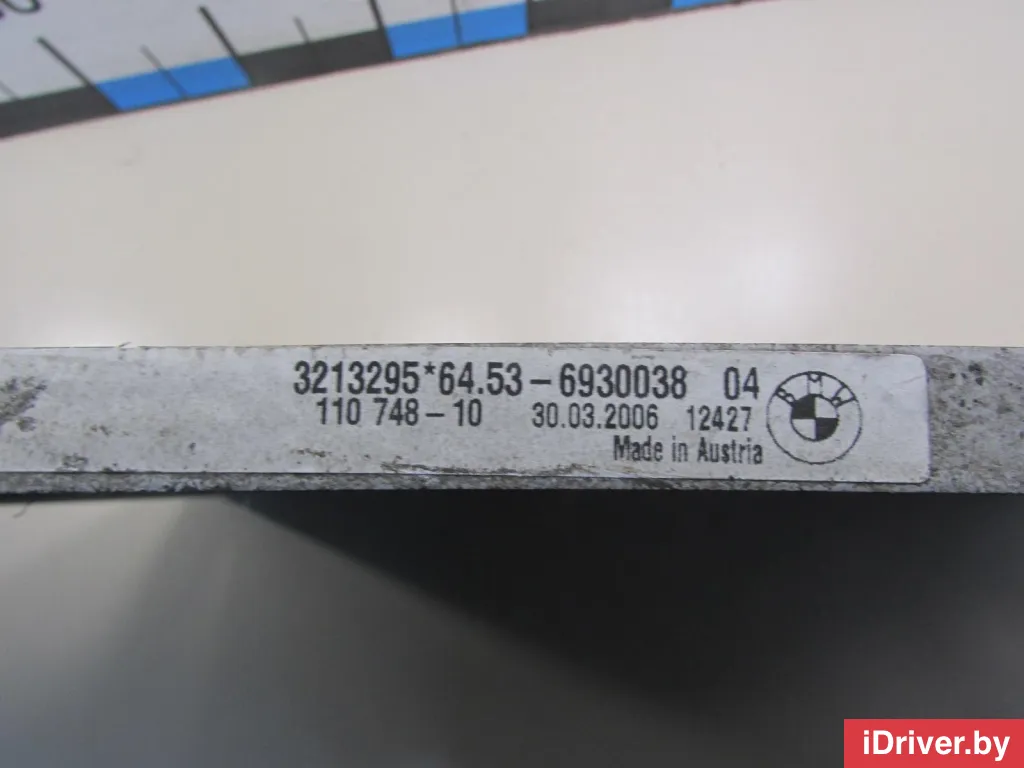 3213295*64.53-6930038 04
110 748-10 30.03.2006 12427
Made in Austria
BMW
iDriver.by